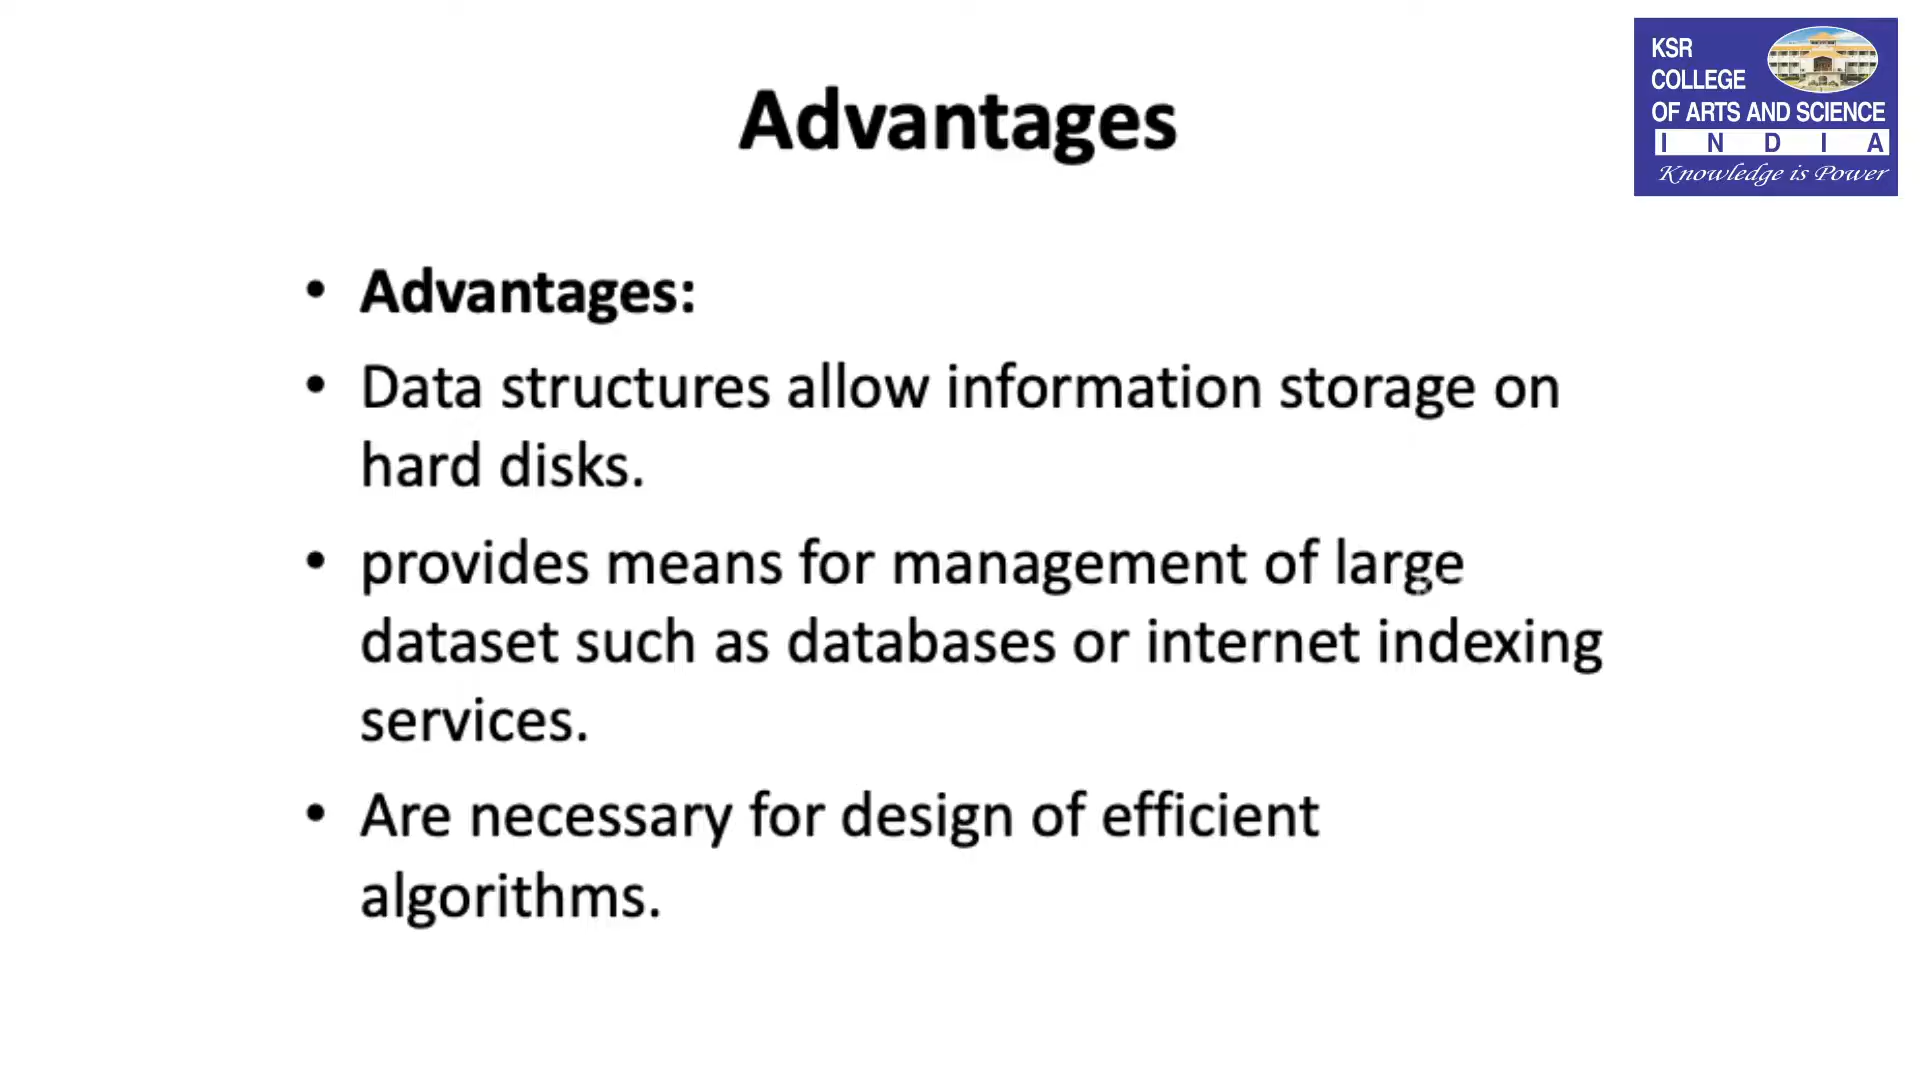 KSR
COLLEGE
OF ARTS AND SCIENCE
I N D I A
Knowledge is Power
Advantages
• Advantages:
• Data structures allow information storage on
hard disks.
• provides means for management of large
dataset such as databases or internet indexing
services.
• Are necessary for design of efficient
algorithms.